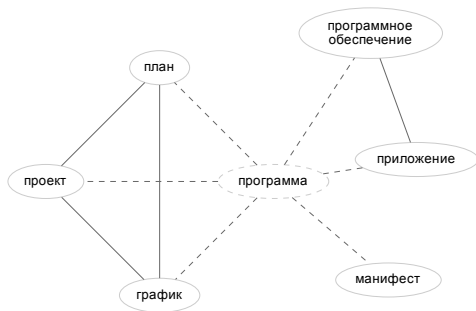 программное
обеспечение
план
приложение
проект
программа
манифест
график